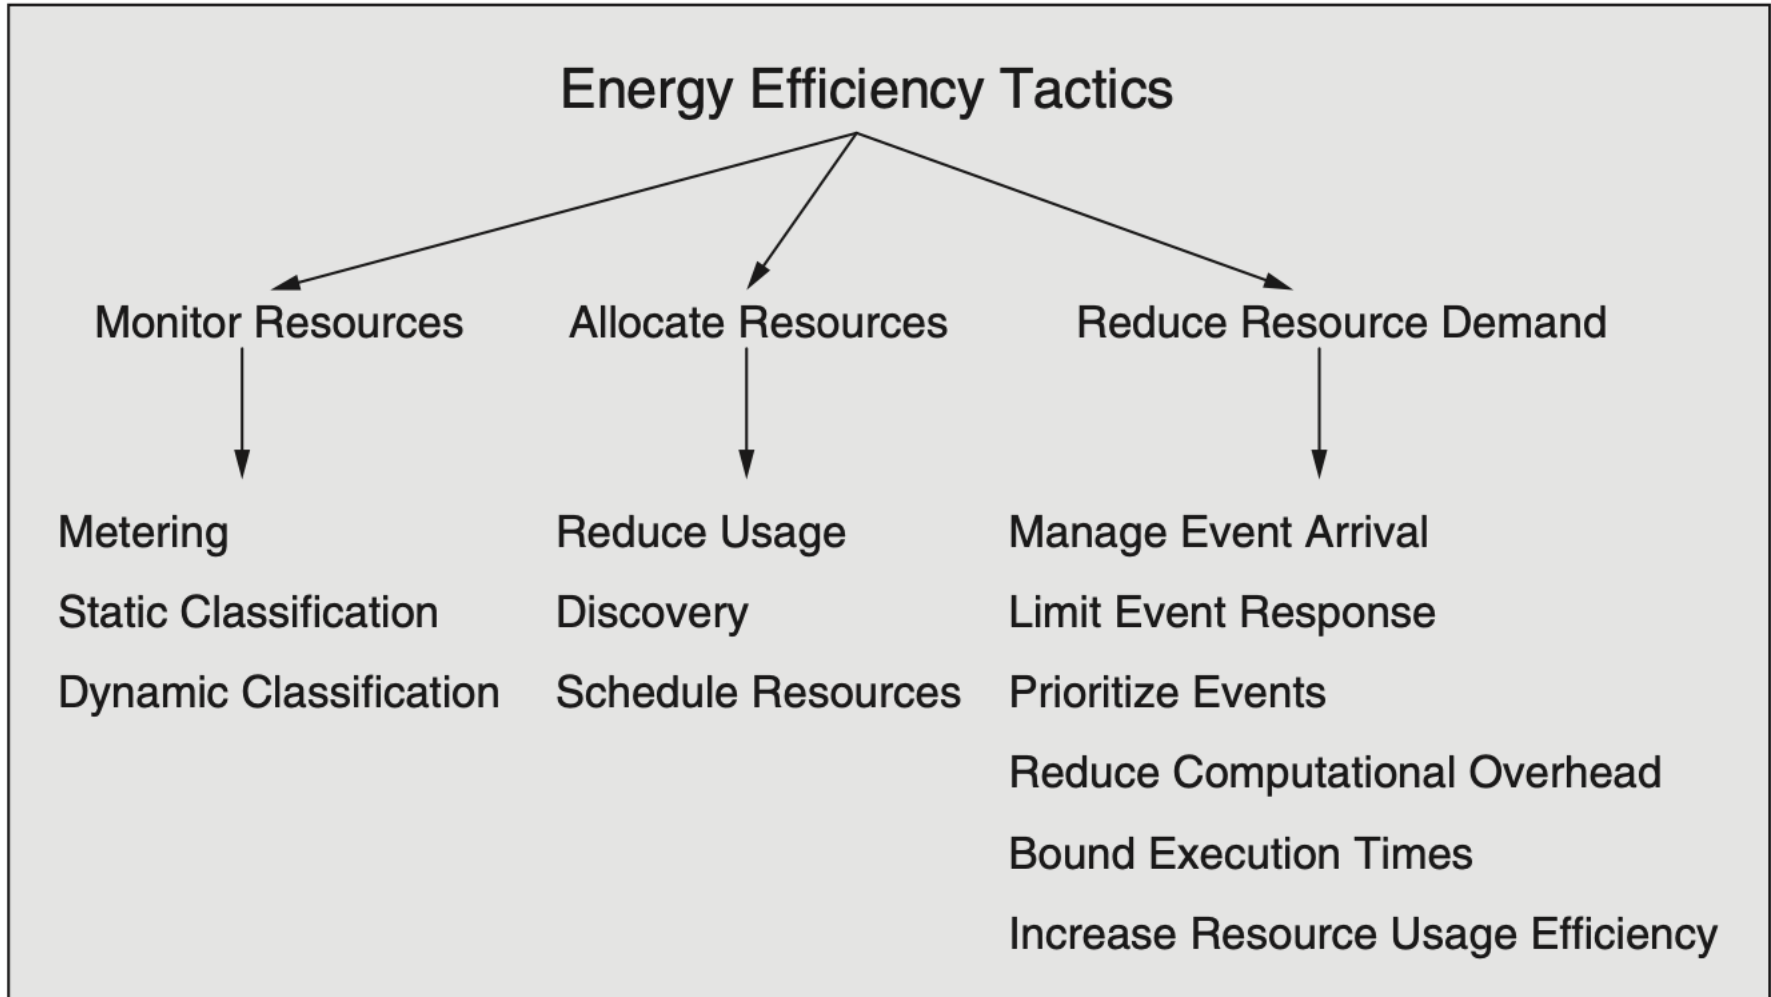 Energy Efficiency Tactics
Monitor Resources
Allocate Resources
Reduce Resource Demand
Metering
Static Classification
Dynamic Classification
Reduce Usage
Discovery
Schedule Resources
Manage Event Arrival
Limit Event Response
Prioritize Events
Reduce Computational Overhead
Bound Execution Times
Increase Resource Usage Efficiency